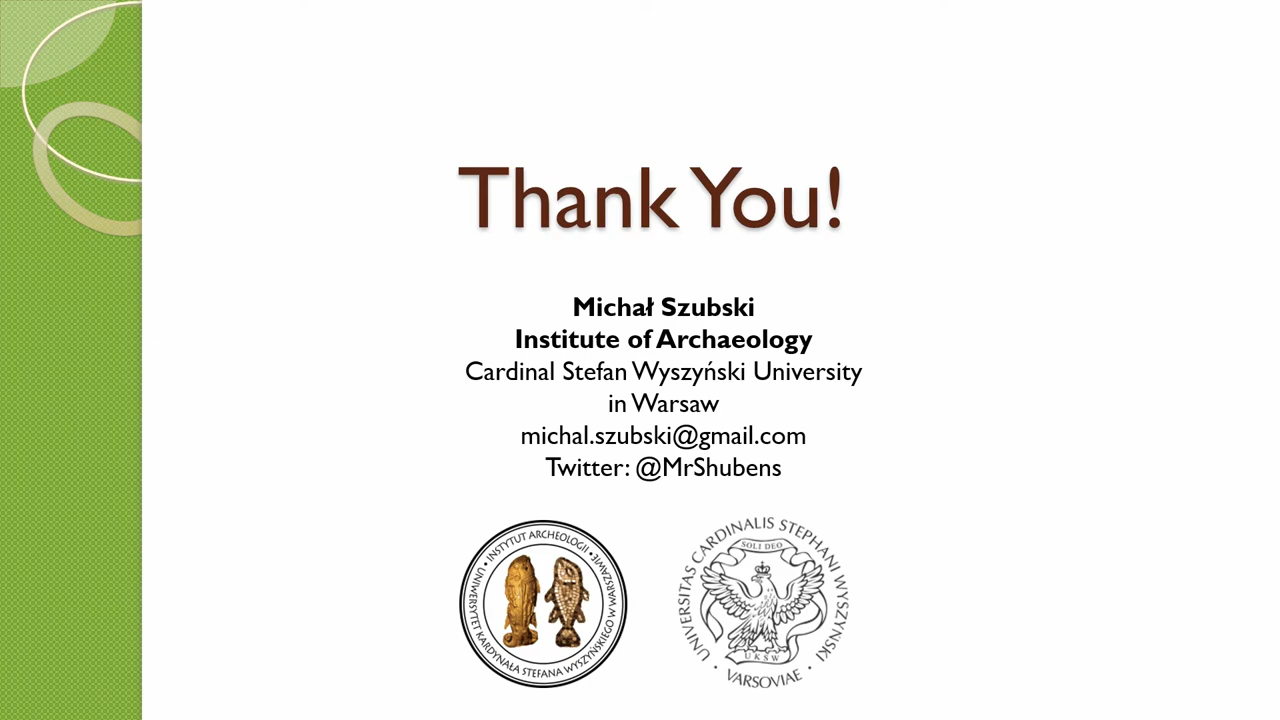 Thank You!
Michał Szubski
Institute of Archaeology
Cardinal Stefan Wyszyński University
in Warsaw
michal.szubski@gmail.com
Twitter: @MrShubens
• INSTYTUT ARCHEOLOGII •
UNIWERSYTET KARDYNAŁA STEFANA WYSZYŃSKIEGO W WARSZAWIE
UNIVERSITAS CARDINALIS STEPHANI WYSZYŃSKI
• VARSOVIAE •
SOLI DEO
UKSW